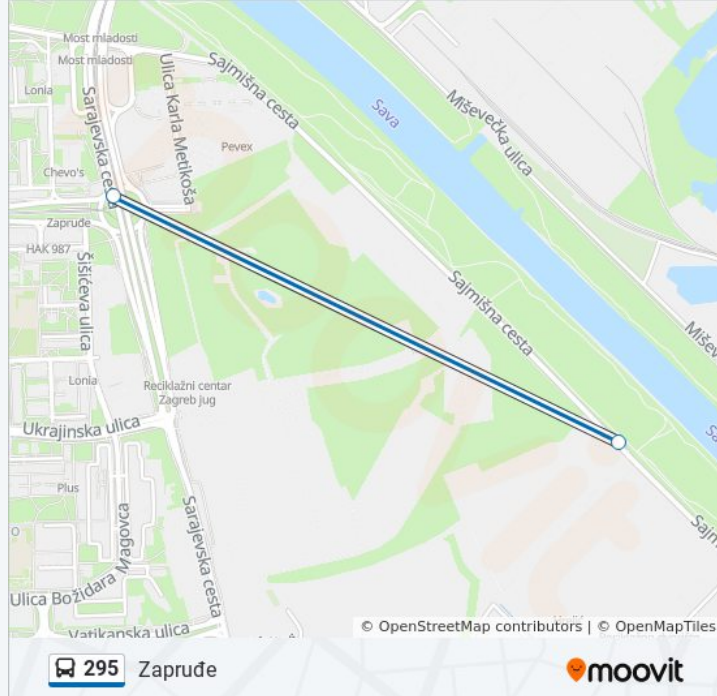 Most mladosti
Most mladosti
Lonia
Sarajevska cesta
Ulica Karla Metikoša
Sajmišna cesta
Sava
Miševečka ulica
Pevex
Chevo's
Zapruđe
HAK 987
Šišićeva ulica
Sajmišna cesta
Lonia
Reciklažni centar
Zagreb jug
Ukrajinska ulica
Plus
Sarajevska cesta
Ulica Božidara Magovca
Vatikanska ulica
© OpenStreetMap contributors | © OpenMapTiles
295 Zapruđe
moovit